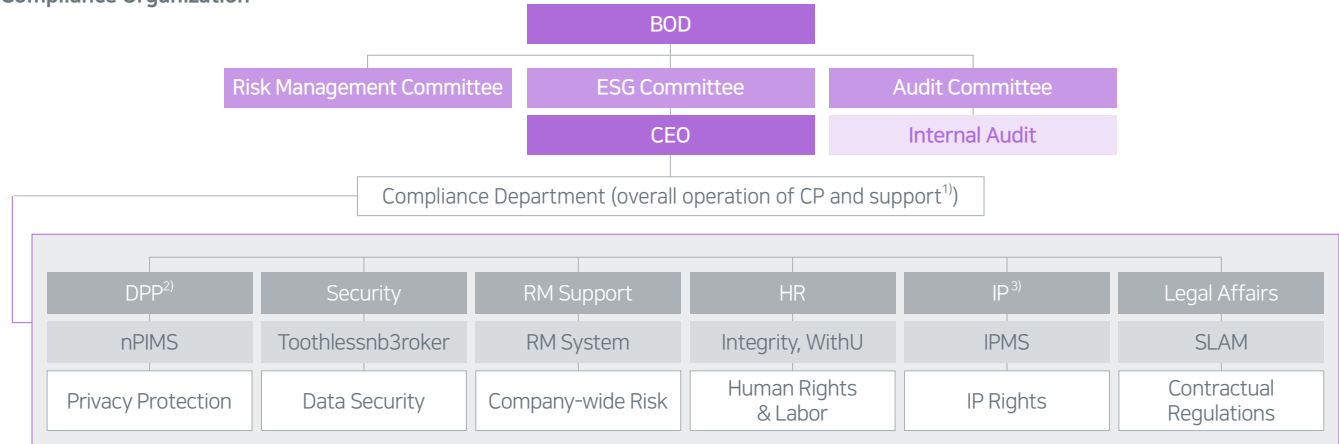 Compliance Organization
BOD
Risk Management Committee
ESG Committee
Audit Committee
CEO
Internal Audit
Compliance Department (overall operation of CP and support1))
DPP2)
Security
RM Support
HR
IP3)
Legal Affairs
nPIMS
Toothlessnb3roker
RM System
Integrity, WithU
IPMS
SLAM
Privacy Protection
Data Security
Company-wide Risk
Human Rights
& Labor
IP Rights
Contractual
Regulations